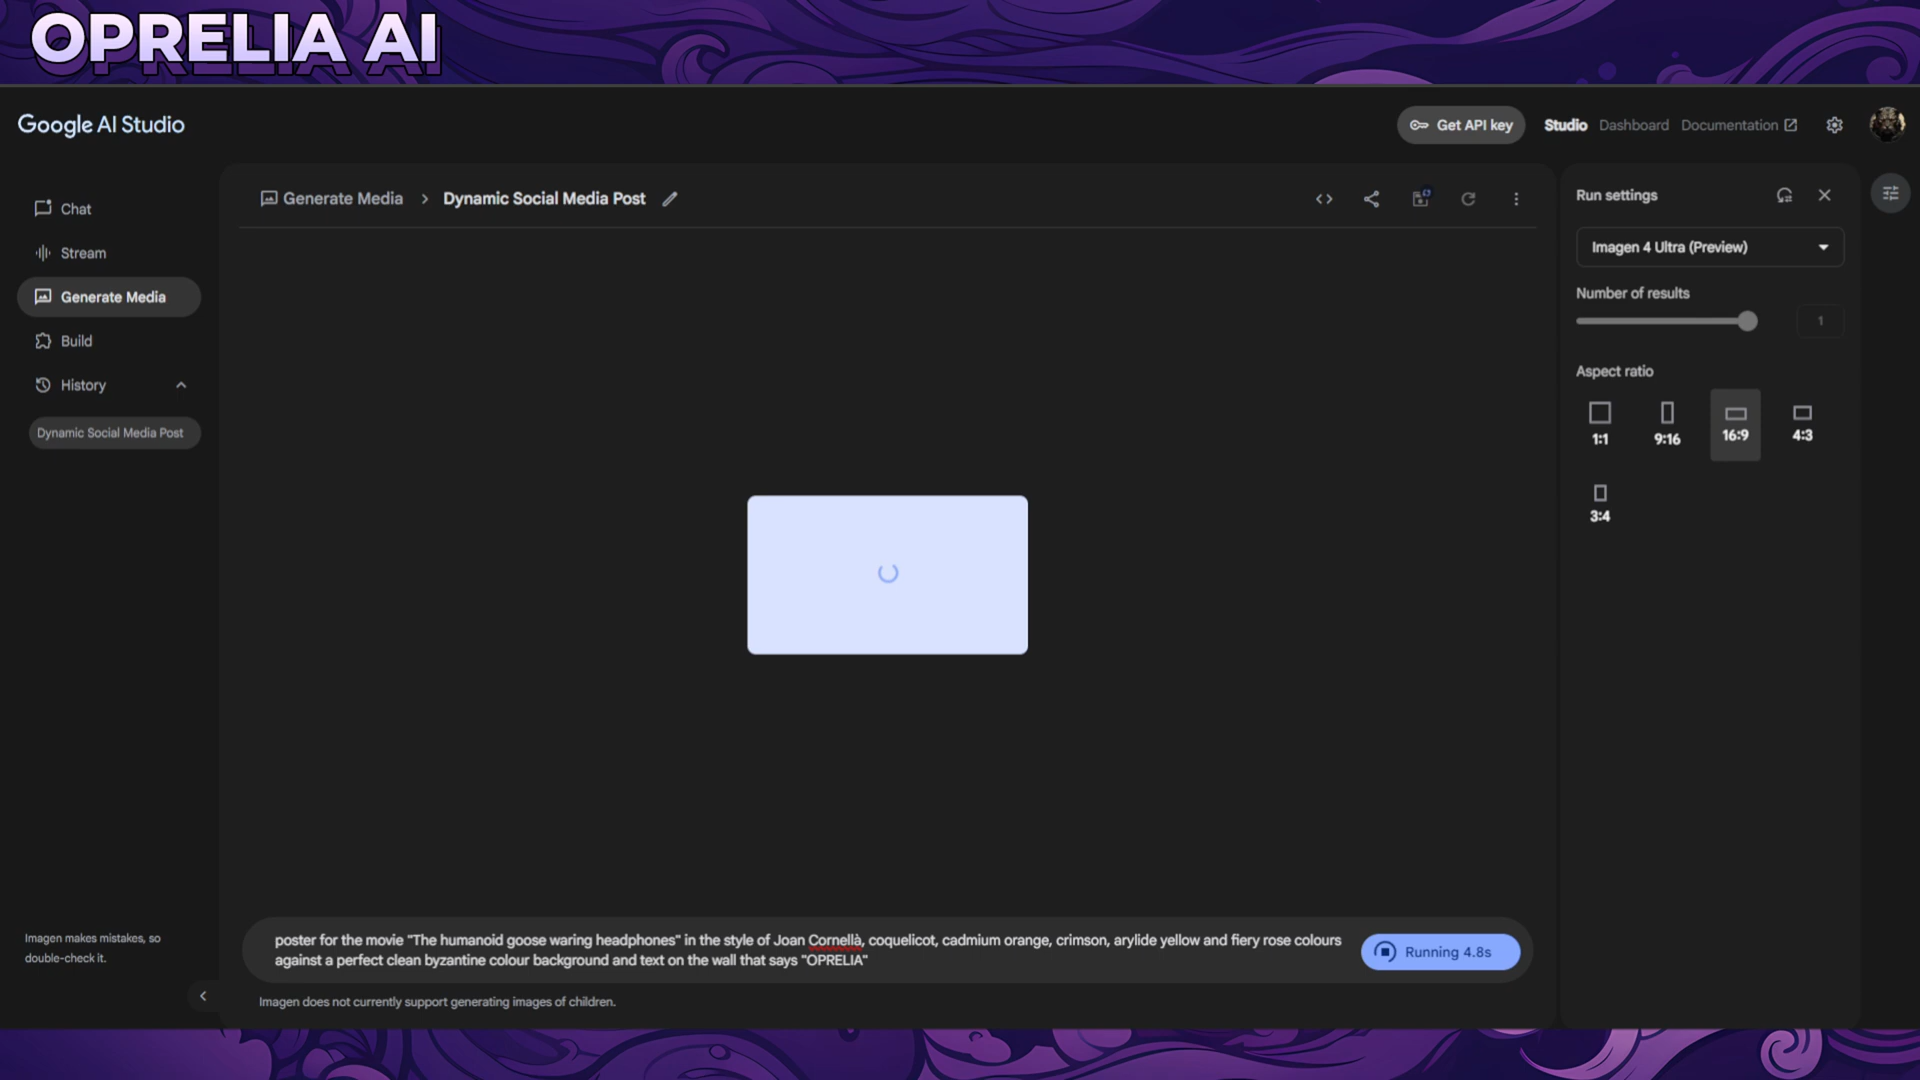 OPRELIA AI
Google AI Studio
Get API key
Studio
Dashboard
Documentation
Chat
Stream
Generate Media
Build
History
Dynamic Social Media Post
Imagen makes mistakes, so
double-check it.
Generate Media > Dynamic Social Media Post
poster for the movie "The humanoid goose waring headphones" in the style of Joan Cornellà, coquelicot, cadmium orange, crimson, arylide yellow and fiery rose colours
against a perfect clean byzantine colour background and text on the wall that says "OPRELIA"
Running 4.8s
Imagen does not currently support generating images of children.
Run settings
Imagen 4 Ultra (Preview)
Number of results
1
Aspect ratio
1:1
9:16
16:9
4:3
3:4